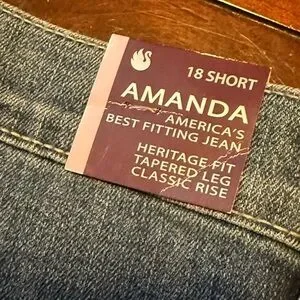 18 SHORT
AMANDA
AMERICA'S
BEST FITTING JEAN
HERITAGE FIT
TAPERED LEG
CLASSIC RISE